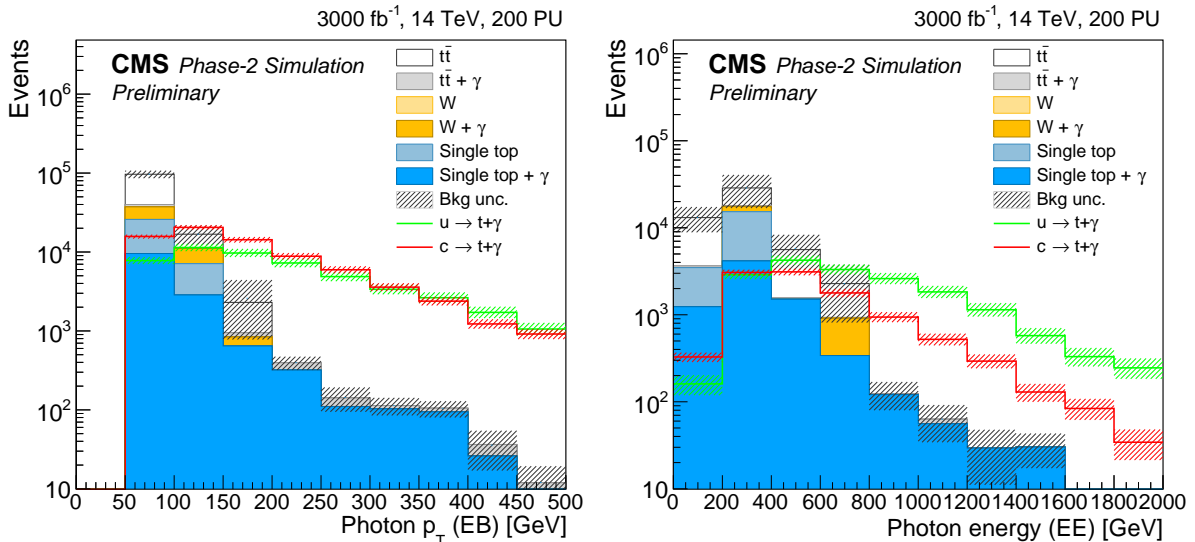 3000 fb⁻¹, 14 TeV, 200 PU
Events
CMS Phase-2 Simulation
Preliminary
tt̄
tt̄ + γ
W
W + γ
Single top
Single top + γ
Bkg unc.
u → t+γ
c → t+γ
10⁶
10⁵
10⁴
10³
10²
10
0 50 100 150 200 250 300 350 400 450 500
Photon p_T (EB) [GeV]
3000 fb⁻¹, 14 TeV, 200 PU
Events
CMS Phase-2 Simulation
Preliminary
tt̄
tt̄ + γ
W
W + γ
Single top
Single top + γ
Bkg unc.
u → t+γ
c → t+γ
10⁶
10⁵
10⁴
10³
10²
10
0 200 400 600 800 1000 1200 1400 1600 1800 2000
Photon energy (EE) [GeV]